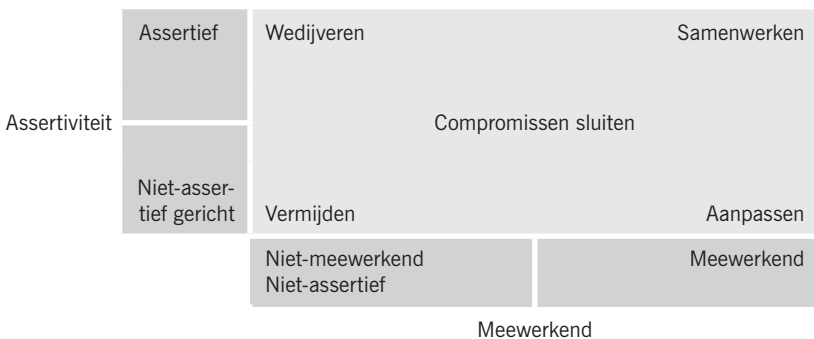 Assertief
Wedijveren
Samenwerken
Assertiviteit
Compromissen sluiten
Niet-asser-
tief gericht
Vermijden
Aanpassen
Niet-meewerkend
Niet-assertief
Meewerkend
Meewerkend